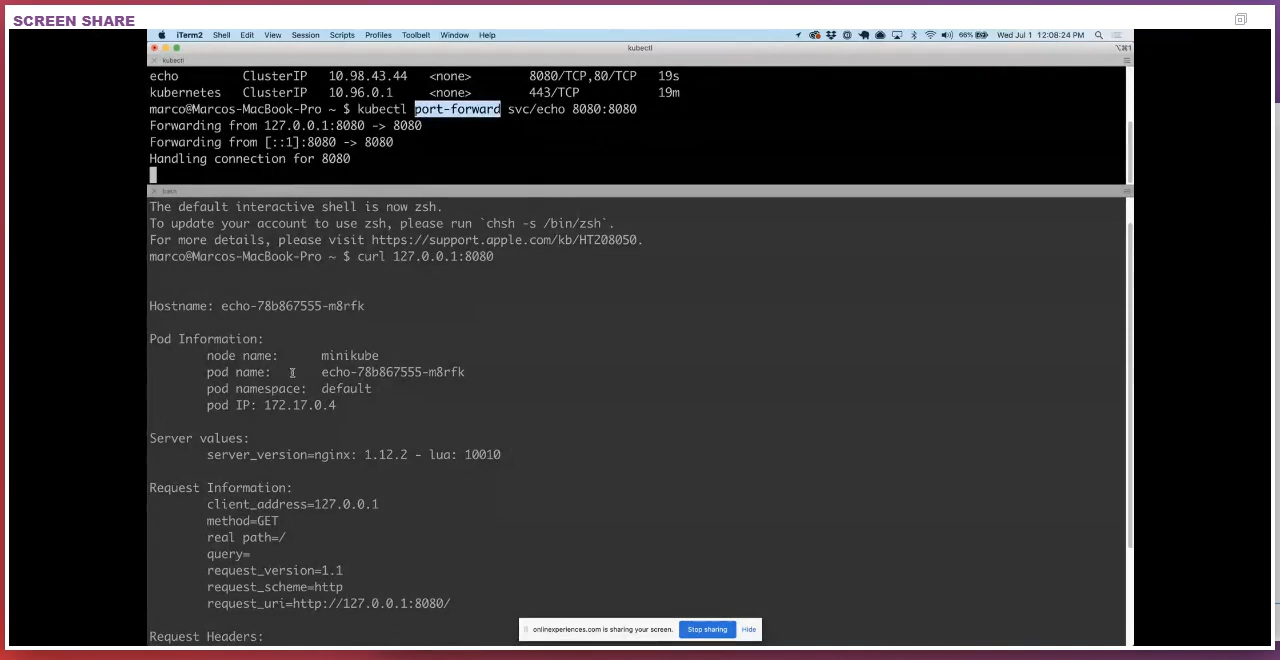 SCREEN SHARE
iTerm2 Shell Edit View Session Scripts Profiles Toolbelt Window Help 66% Wed Jul 1 12:08:24 PM
kubectl
kubectl
echo ClusterIP 10.98.43.44 <none> 8080/TCP,80/TCP 19s
kubernetes ClusterIP 10.96.0.1 <none> 443/TCP 19m
marco@Marcos-MacBook-Pro ~ $ kubectl port-forward svc/echo 8080:8080
Forwarding from 127.0.0.1:8080 -> 8080
Forwarding from [::1]:8080 -> 8080
Handling connection for 8080
bash
The default interactive shell is now zsh.
To update your account to use zsh, please run `chsh -s /bin/zsh`.
For more details, please visit https://support.apple.com/kb/HT208050.
marco@Marcos-MacBook-Pro ~ $ curl 127.0.0.1:8080
Hostname: echo-78b867555-m8rfk
Pod Information:
node name: minikube
pod name: echo-78b867555-m8rfk
pod namespace: default
pod IP: 172.17.0.4
Server values:
server_version=nginx: 1.12.2 - lua: 10010
Request Information:
client_address=127.0.0.1
method=GET
real path=/
query=
request_version=1.1
request_scheme=http
request_uri=http://127.0.0.1:8080/
Request Headers:
onlinexperiences.com is sharing your screen. Stop sharing Hide